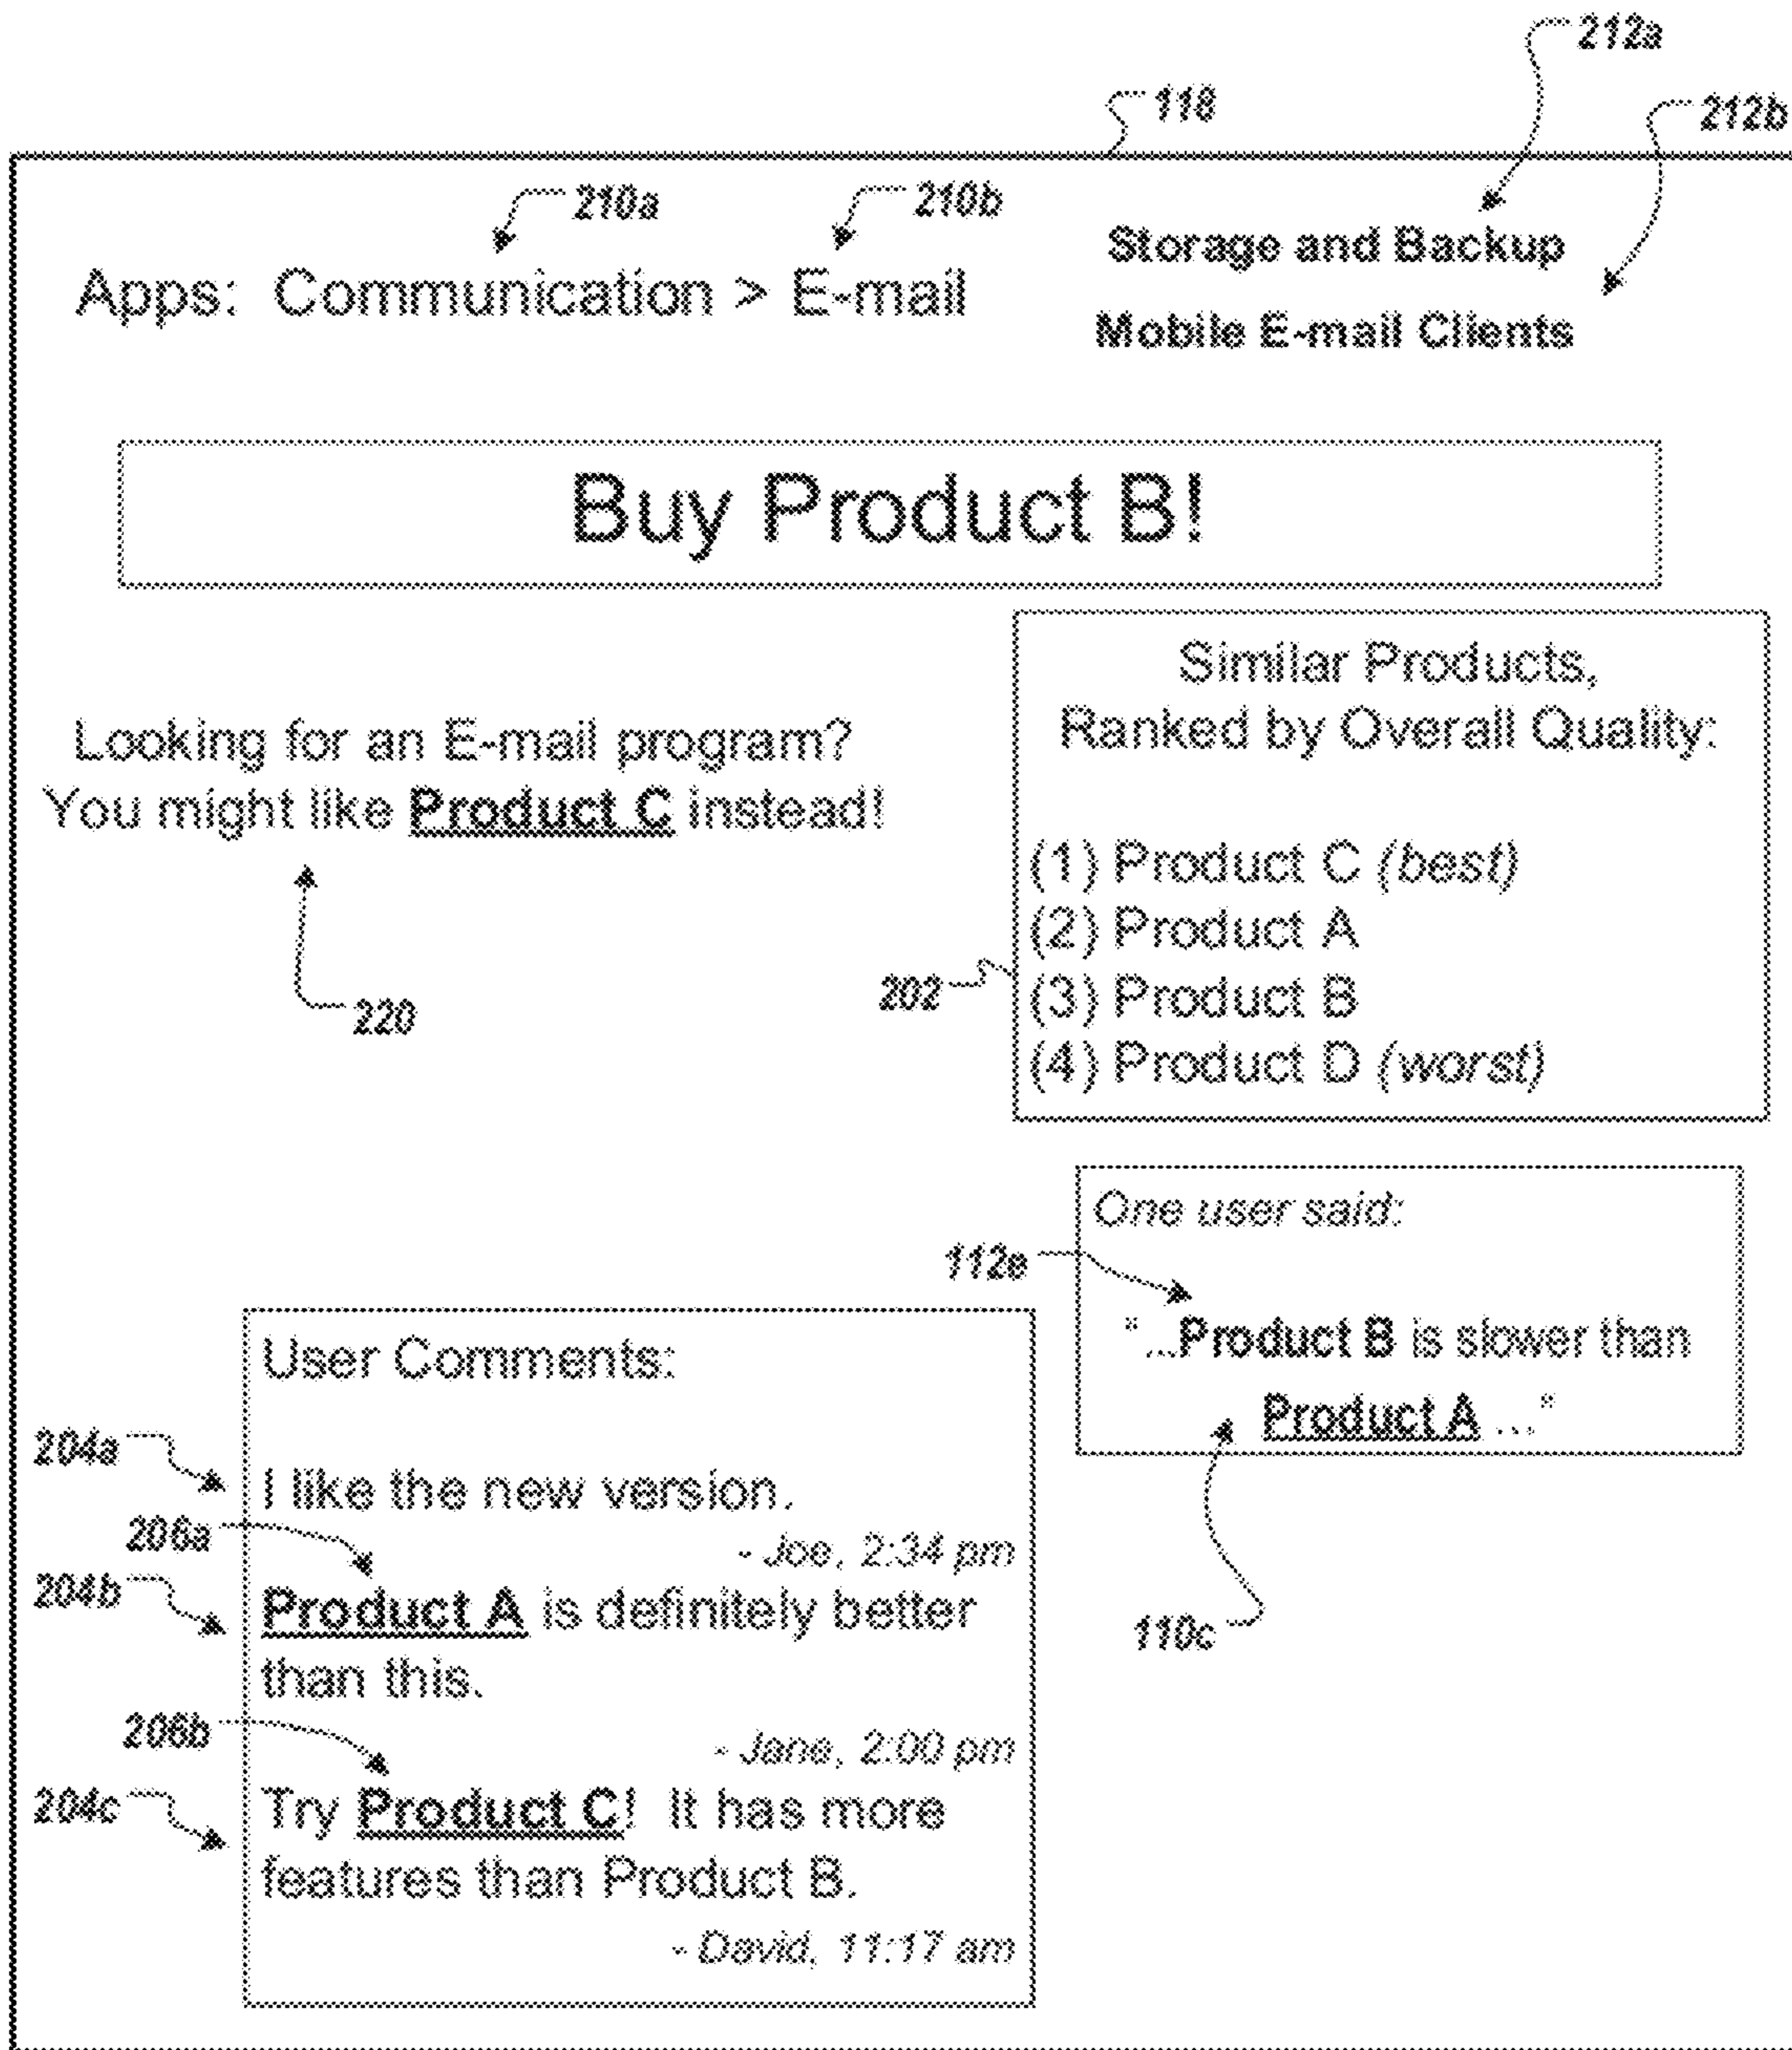 212a
118
212b
210a
210b
Storage and Backup
Apps: Communication > E-mail
Mobile E-mail Clients
Buy Product B!
Similar Products,
Ranked by Overall Quality:
Looking for an E-mail program?
You might like Product C instead!
(1) Product C (best)
(2) Product A
(3) Product B
(4) Product D (worst)
202
220
One user said:
112e
"...Product B is slower than
Product A ..."
110c
User Comments:
204a
I like the new version.
206a
- Joe, 2:34 pm
204b
Product A is definitely better
than this.
206b
- Jane, 2:00 pm
204c
Try Product C! It has more
features than Product B.
- David, 11:17 am